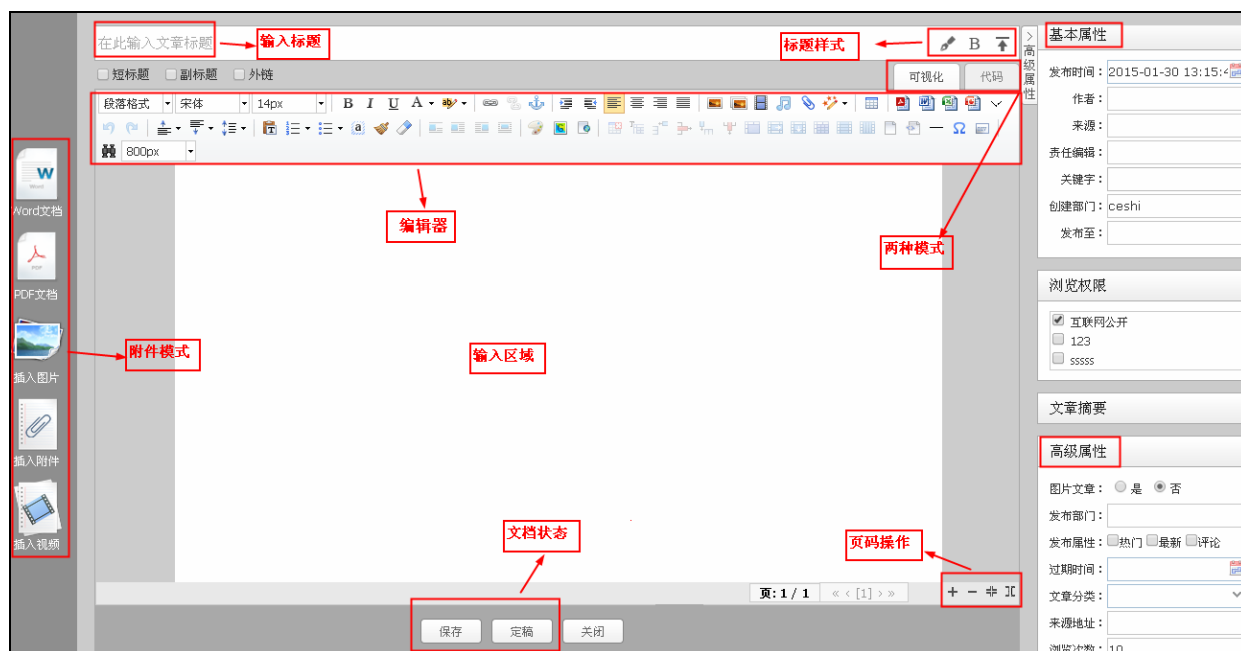 在此输入文章标题
输入标题
标题样式
B
短标题 副标题 外链
可视化 代码
高级属性
段落格式 宋体 14px B I U A ab
800px
编辑器
两种模式
输入区域
W
Word
Word文档
PDF
PDF文档
插入图片
插入附件
插入视频
附件模式
文档状态
页码操作
页: 1 / 1 « < [1] > »
保存 定稿 关闭
基本属性
发布时间: 2015-01-30 13:15:4
作者:
来源:
责任编辑:
关键字:
创建部门: ceshi
发布至:
浏览权限
互联网公开
123
sssss
文章摘要
高级属性
图片文章: 是 否
发布部门:
发布属性: 热门 最新 评论
过期时间:
文章分类:
来源地址:
浏览次数: 10